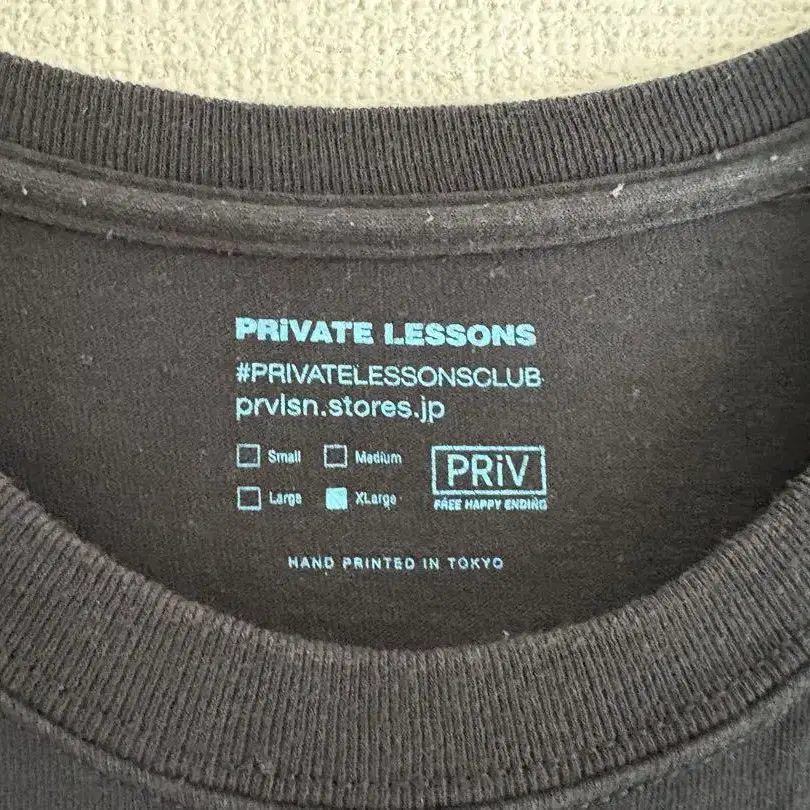 PRiVATE LESSONS
#PRIVATELESSONSCLUB
prvlsn.stores.jp
Small Medium
Large XLarge
PRiV
FREE HAPPY ENDING
HAND PRINTED IN TOKYO